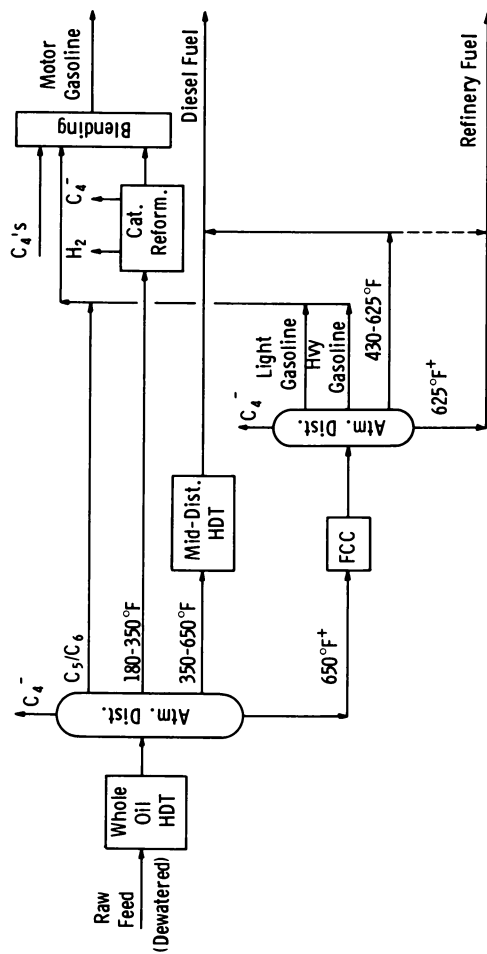 Raw
Feed
(Dewatered)
Whole
Oil
HDT
C₄⁻
Atm. Dist.
C₅/C₆
180-350°F
350-650°F
650°F⁺
Mid-Dist.
HDT
FCC
C₄⁻
Atm. Dist.
Light
Gasoline
Hvy
Gasoline
430-625°F
625°F⁺
C₄'s
H₂
C₄⁻
Cat.
Reform.
Blending
Motor
Gasoline
Diesel Fuel
Refinery Fuel